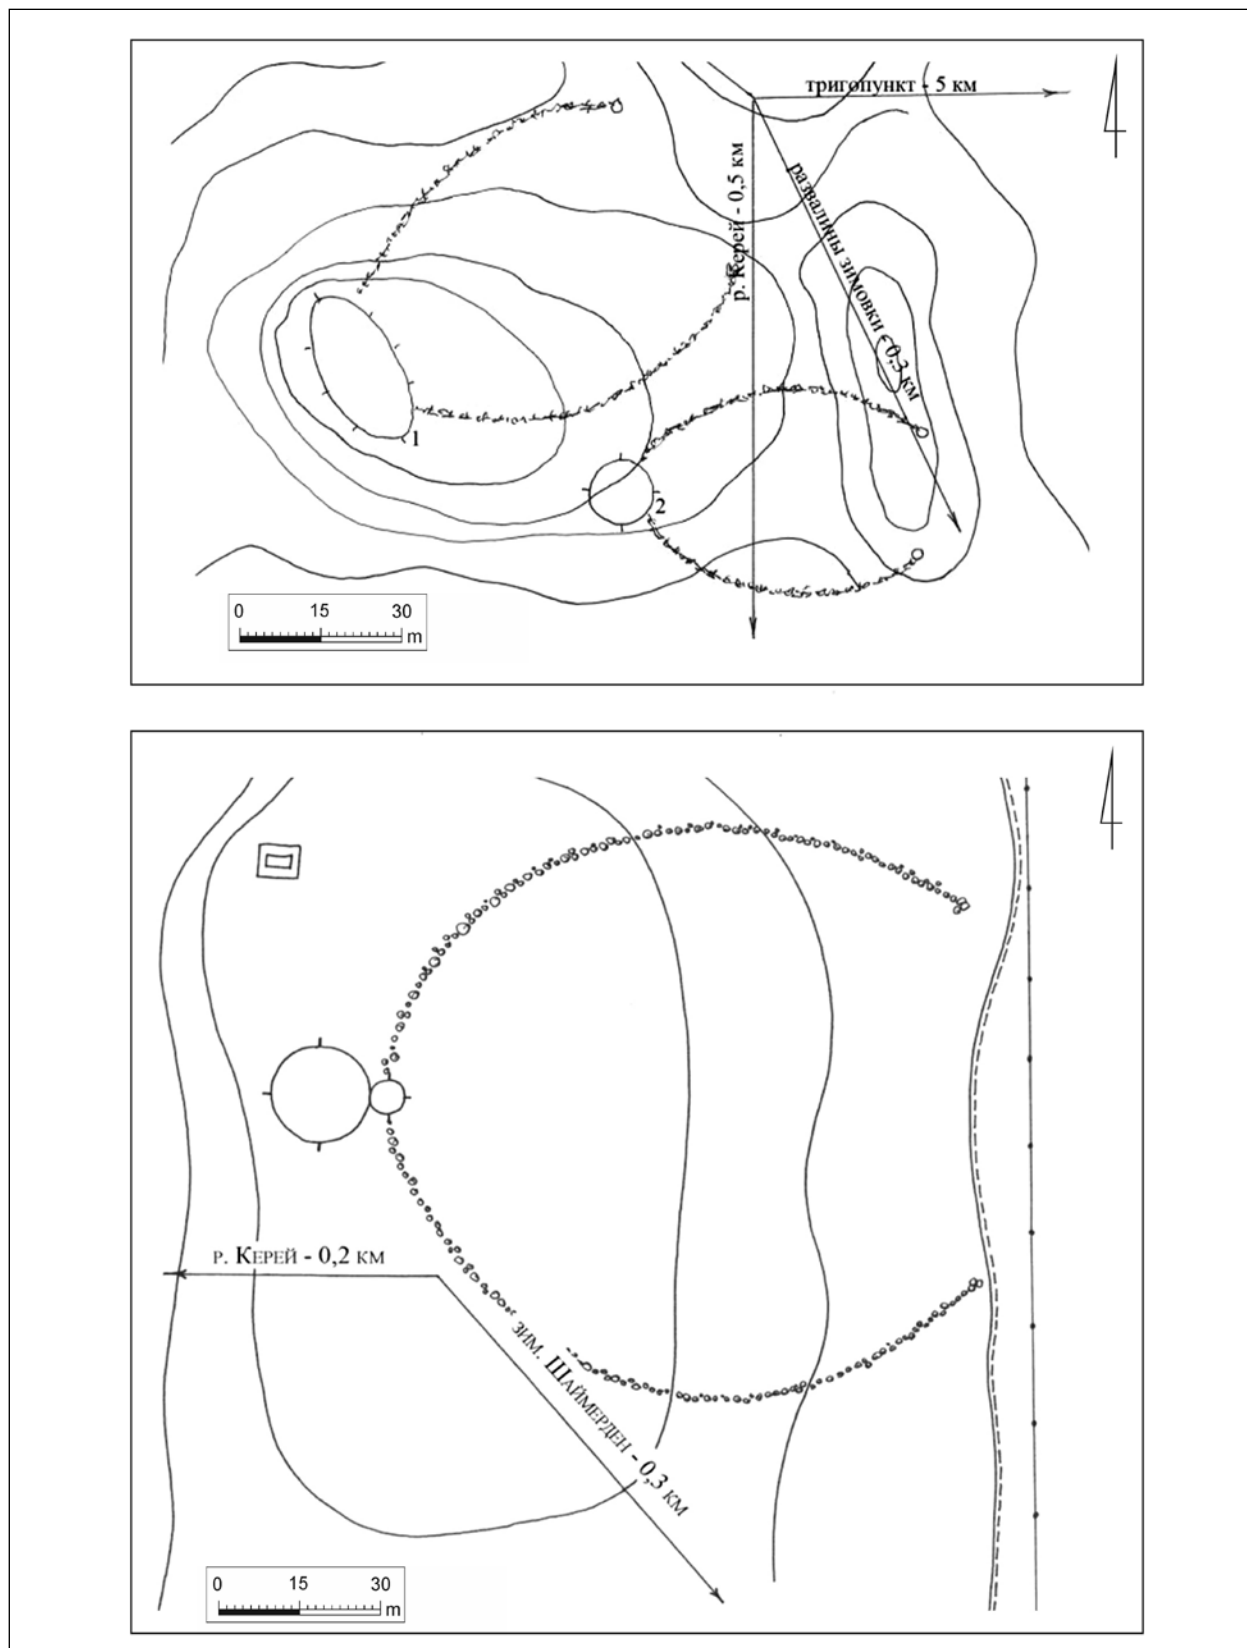 тригопункт - 5 км
р. Керей - 0,5 км
развалины зимовки - 0,3 км
1
2
0 15 30
m
р. Керей - 0,2 км
зим. Шаймерден - 0,3 км
0 15 30
m